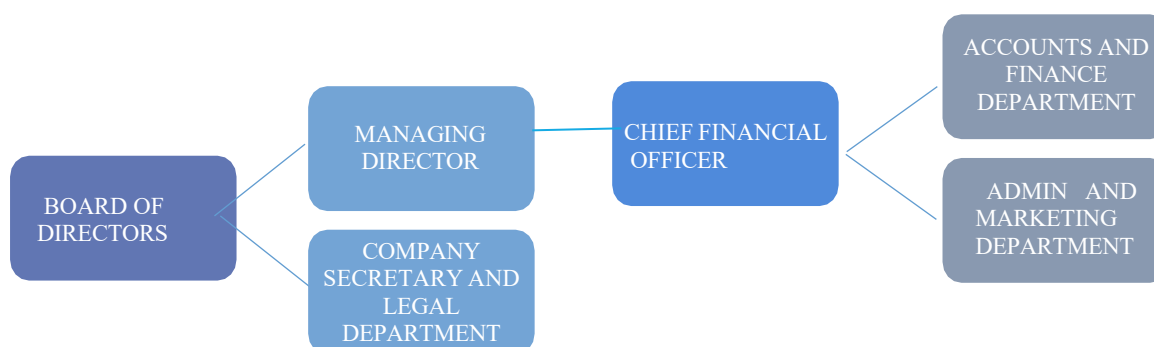 BOARD OF
DIRECTORS
MANAGING
DIRECTOR
COMPANY
SECRETARY AND
LEGAL
DEPARTMENT
CHIEF FINANCIAL
OFFICER
ACCOUNTS AND
FINANCE
DEPARTMENT
ADMIN AND
MARKETING
DEPARTMENT